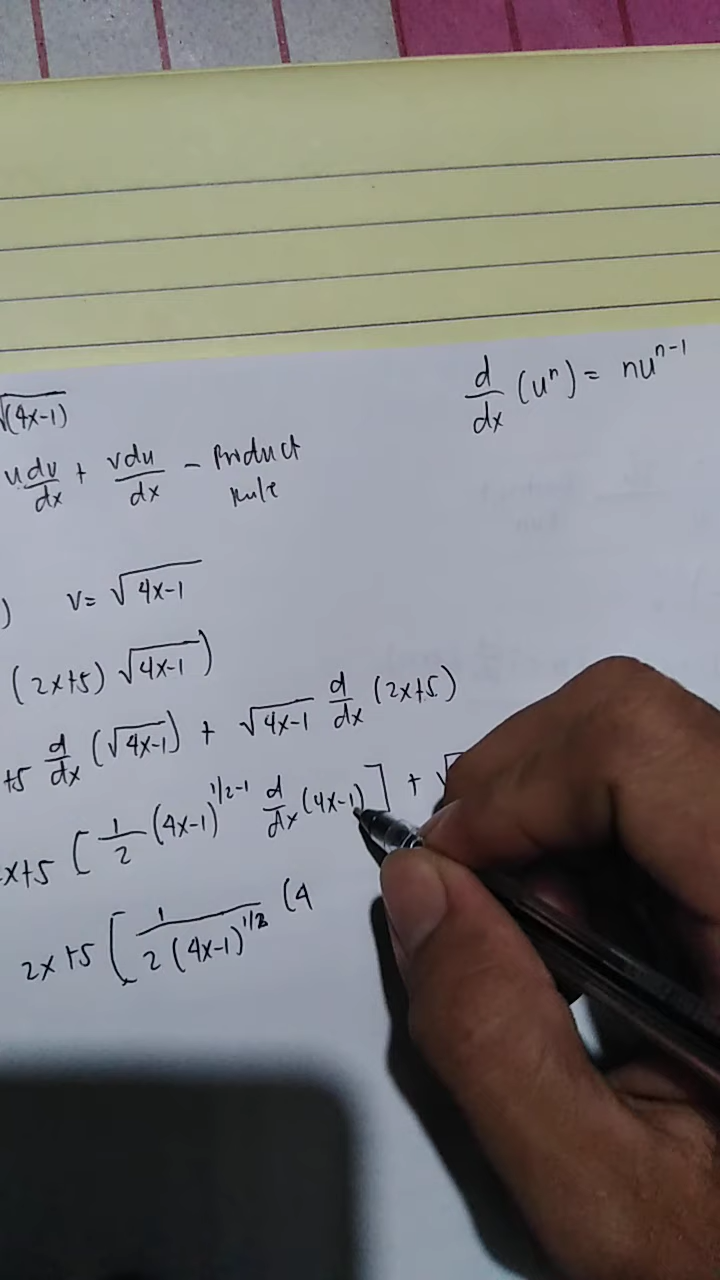 d/dx (uⁿ) = nuⁿ⁻¹
√(4x-1)
udv/dx + vdu/dx - Product Rule
) v= √4x-1
(2x+5) √4x-1 )
+5 d/dx (√4x-1) + √4x-1 d/dx (2x+5)
x+5 [ 1/2 (4x-1)^1/2-1 d/dx (4x-1) ] + √
2x+5 [ 1/2(4x-1)^1/2 (4